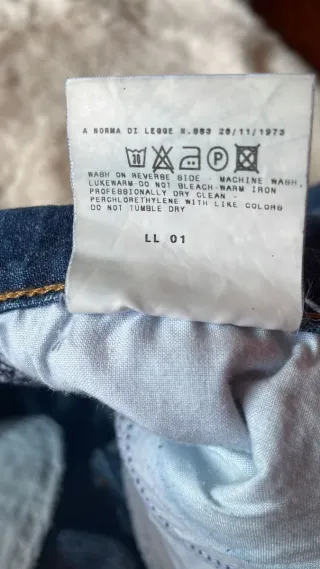 A NORMA DI LEGGE N.883 26/11/1973
30 P
WASH ON REVERSE SIDE - MACHINE WASH,
LUKEWARM-DO NOT BLEACH-WARM IRON
PROFESSIONALLY DRY CLEAN -
PERCHLORETHYLENE WITH LIKE COLORS
DO NOT TUMBLE DRY
LL 01